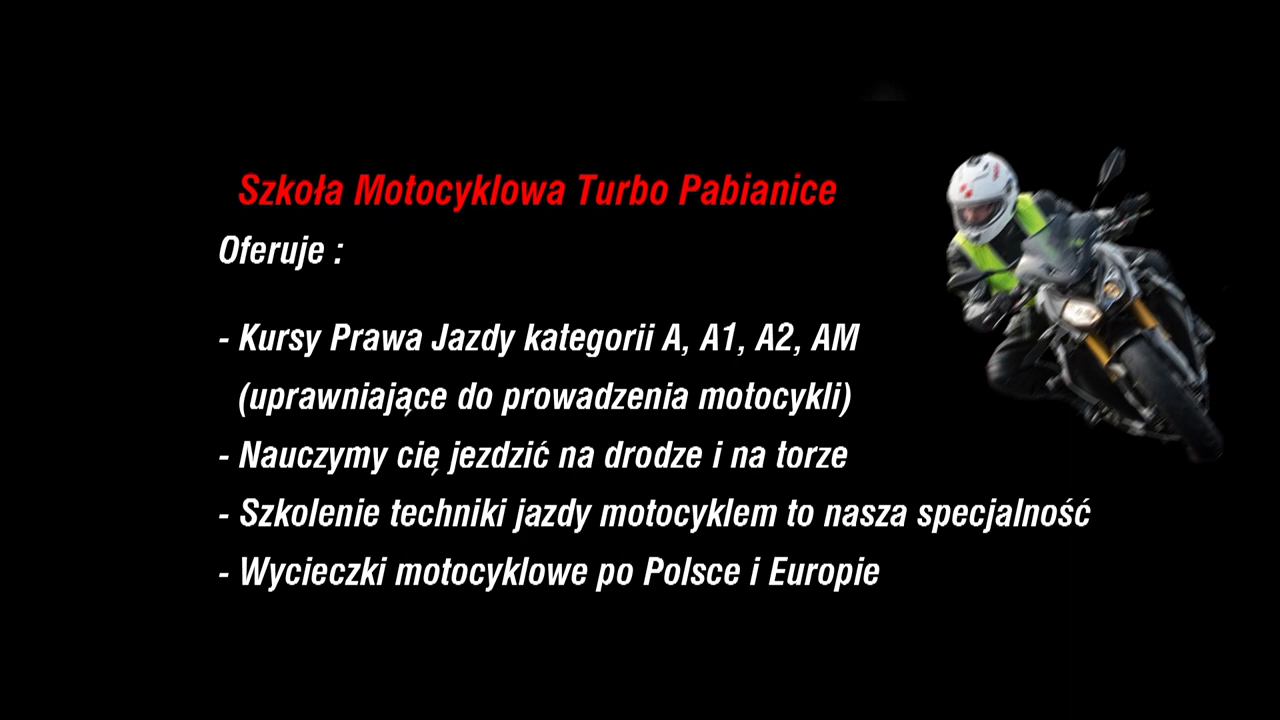 Szkoła Motocyklowa Turbo Pabianice
Oferuje :
- Kursy Prawa Jazdy kategorii A, A1, A2, AM
(uprawniające do prowadzenia motocykli)
- Nauczymy cię jezdzić na drodze i na torze
- Szkolenie techniki jazdy motocyklem to nasza specjalność
- Wycieczki motocyklowe po Polsce i Europie